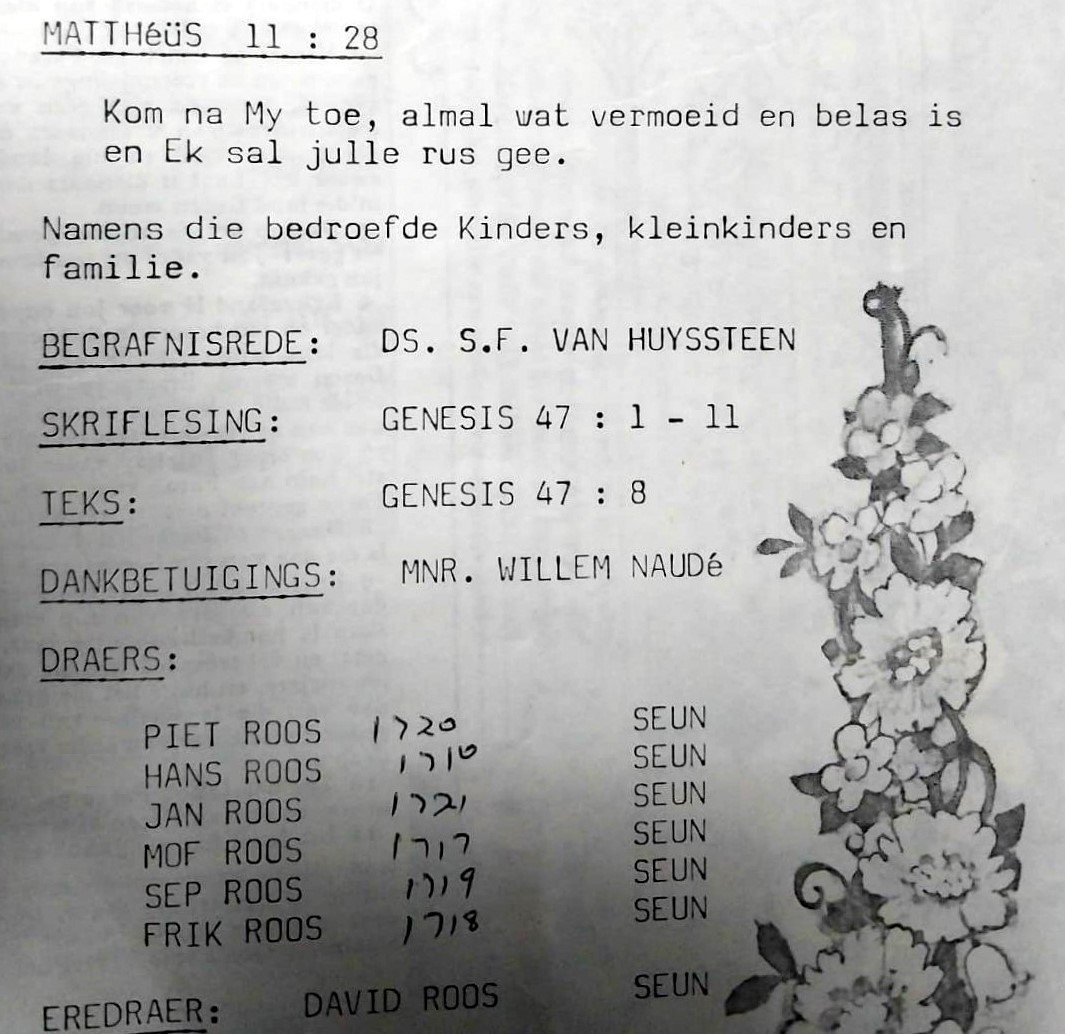 MATTHéüS 11 : 28
Kom na My toe, almal wat vermoeid en belas is
en Ek sal julle rus gee.
Namens die bedroefde Kinders, kleinkinders en
familie.
BEGRAFNISREDE: DS. S.F. VAN HUYSSTEEN
SKRIFLESING: GENESIS 47 : 1 - 11
TEKS: GENESIS 47 : 8
DANKBETUIGINGS: MNR. WILLEM NAUDé
DRAERS:
PIET ROOS 1720 SEUN
HANS ROOS SEUN
JAN ROOS 1721 SEUN
MOF ROOS 1717 SEUN
SEP ROOS 1719 SEUN
FRIK ROOS 1718 SEUN
EREDRAER: DAVID ROOS SEUN